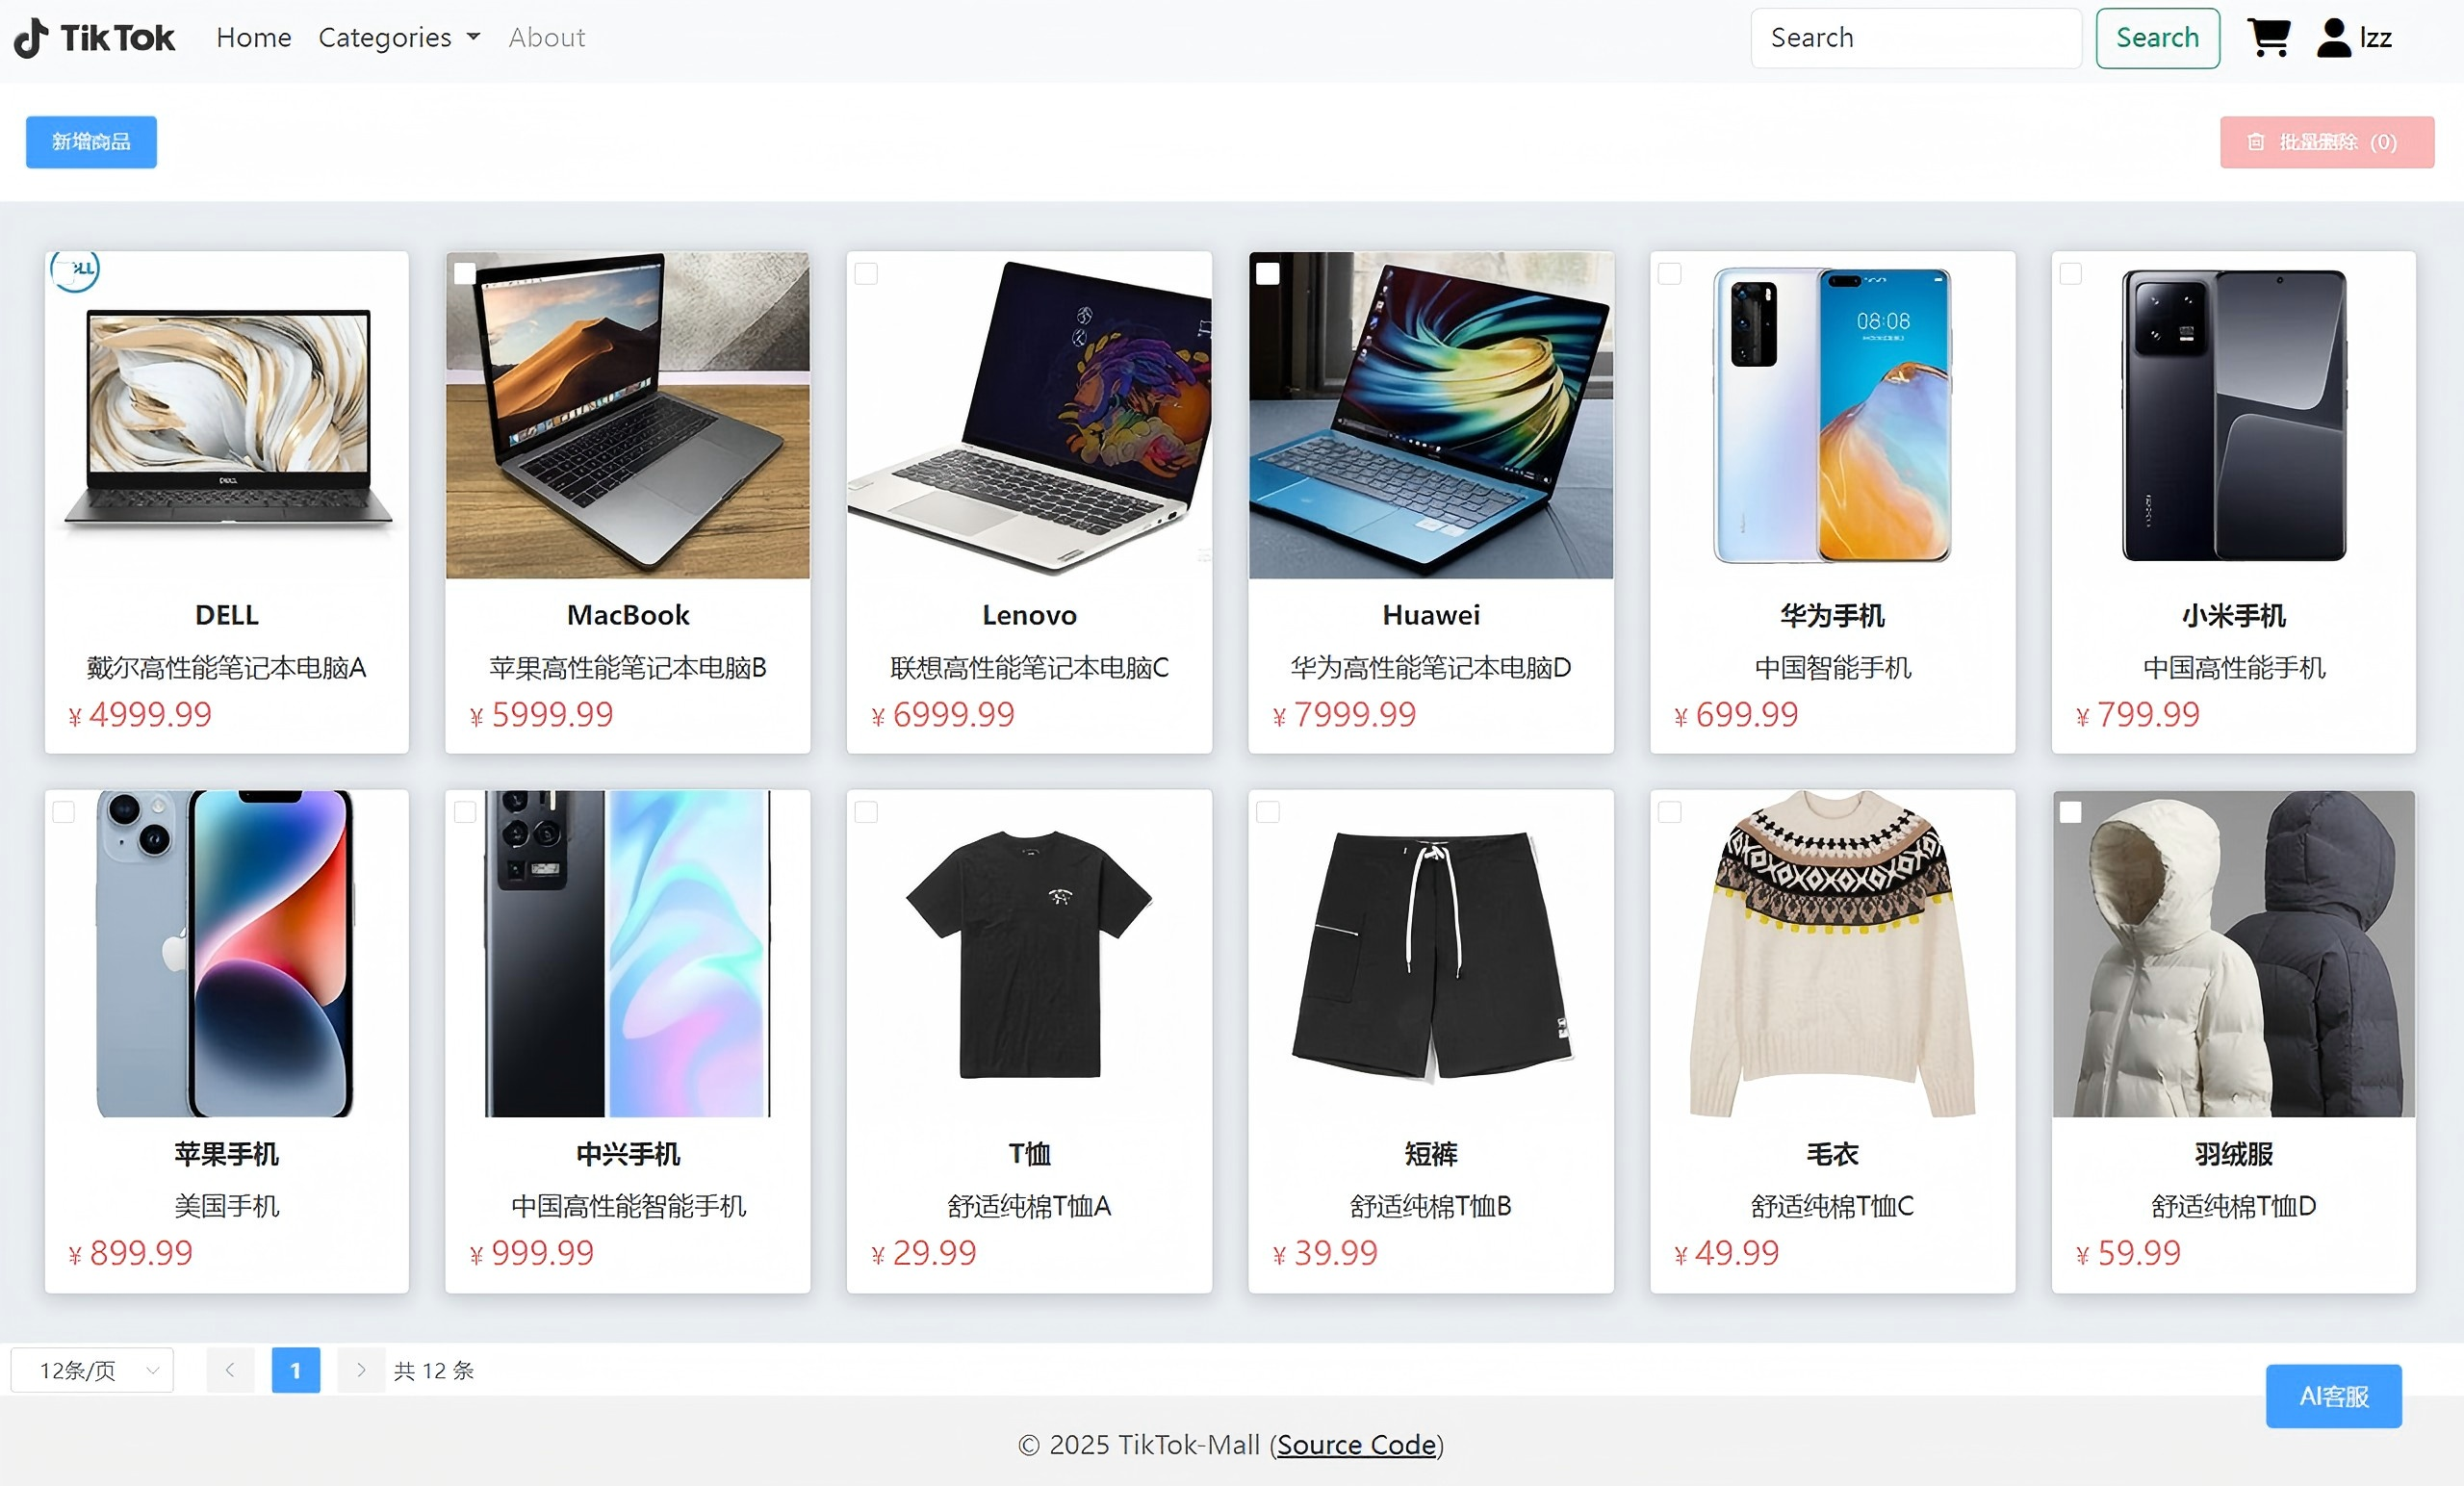 TikTok Home Categories About Search Search lzz
新增商品 批量删除 (0)
DELL
DELL
08:08
DELL
戴尔高性能笔记本电脑A
¥ 4999.99
MacBook
苹果高性能笔记本电脑B
¥ 5999.99
Lenovo
联想高性能笔记本电脑C
¥ 6999.99
Huawei
华为高性能笔记本电脑D
¥ 7999.99
华为手机
中国智能手机
¥ 699.99
小米手机
中国高性能手机
¥ 799.99
苹果手机
美国手机
¥ 899.99
中兴手机
中国高性能智能手机
¥ 999.99
T恤
舒适纯棉T恤A
¥ 29.99
短裤
舒适纯棉T恤B
¥ 39.99
毛衣
舒适纯棉T恤C
¥ 49.99
羽绒服
舒适纯棉T恤D
¥ 59.99
12条/页 1 共 12 条
AI客服
© 2025 TikTok-Mall (Source Code)